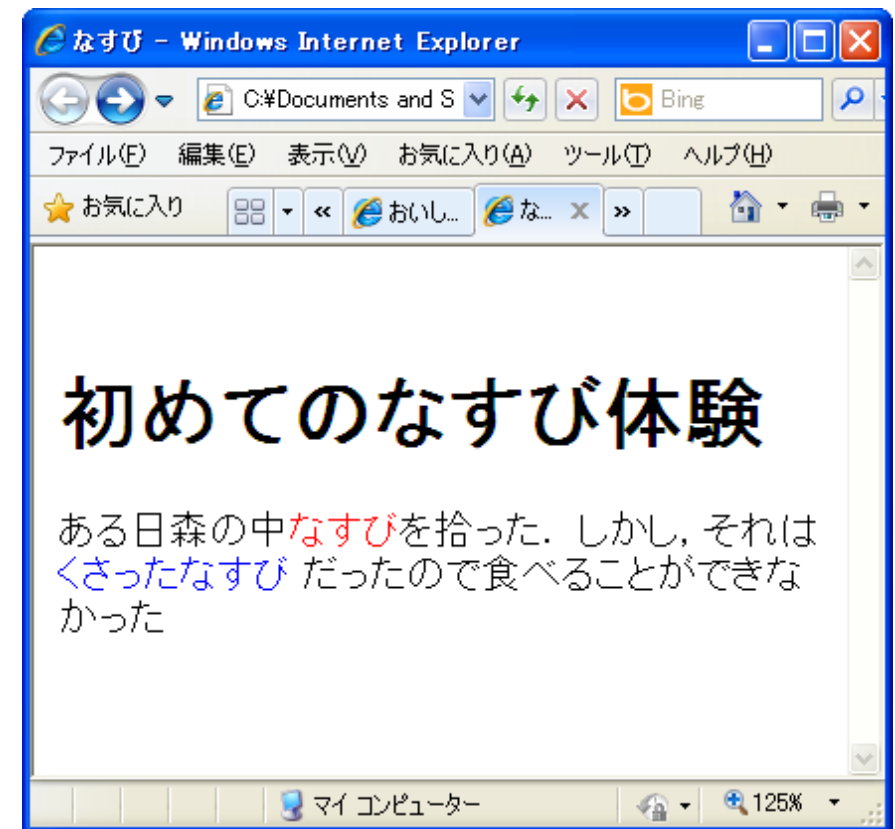 なすび - Windows Internet Explorer
C:¥Documents and S
Bing
ファイル(F) 編集(E) 表示(V) お気に入り(A) ツール(T) ヘルプ(H)
お気に入り
«
おいし...
な...
»
初めてのなすび体験
ある日森の中なすびを拾った. しかし, それは
くさったなすび だったので食べることができな
かった
マイ コンピューター
125%